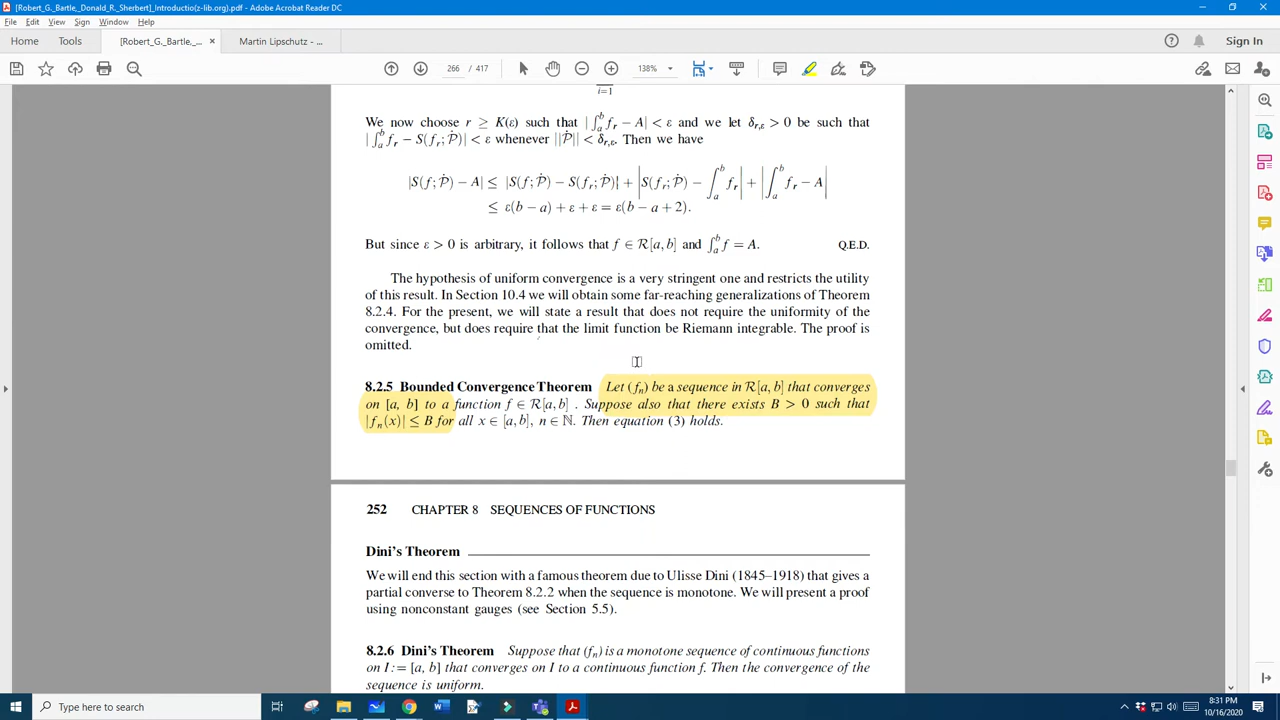 [Robert_G._Bartle_Donald_R._Sherbert]_Introductio(z-lib.org).pdf - Adobe Acrobat Reader DC
File Edit View Sign Window Help
Home Tools [Robert_G._Bartle,_... × Martin Lipschutz - ... Sign In
266 / 417 138%
i=1
We now choose r ≥ K(ε) such that |∫ₐᵇ fᵣ − A| < ε and we let δᵣ,ε > 0 be such that
|∫ₐᵇ fᵣ − S(fᵣ; Ṗ)| < ε whenever ||Ṗ|| < δᵣ,ε. Then we have
|S(f; Ṗ) − A| ≤ |S(f; Ṗ) − S(fᵣ; Ṗ)| + |S(fᵣ; Ṗ) − ∫ₐᵇ fᵣ| + |∫ₐᵇ fᵣ − A|
≤ ε(b − a) + ε + ε = ε(b − a + 2).
But since ε > 0 is arbitrary, it follows that f ∈ R[a, b] and ∫ₐᵇ f = A. Q.E.D.
The hypothesis of uniform convergence is a very stringent one and restricts the utility
of this result. In Section 10.4 we will obtain some far-reaching generalizations of Theorem
8.2.4. For the present, we will state a result that does not require the uniformity of the
convergence, but does require that the limit function be Riemann integrable. The proof is
omitted.
8.2.5 Bounded Convergence Theorem Let (fₙ) be a sequence in R[a, b] that converges
on [a, b] to a function f ∈ R[a, b] . Suppose also that there exists B > 0 such that
|fₙ(x)| ≤ B for all x ∈ [a, b], n ∈ ℕ. Then equation (3) holds.
252 CHAPTER 8 SEQUENCES OF FUNCTIONS
Dini's Theorem
We will end this section with a famous theorem due to Ulisse Dini (1845–1918) that gives a
partial converse to Theorem 8.2.2 when the sequence is monotone. We will present a proof
using nonconstant gauges (see Section 5.5).
8.2.6 Dini's Theorem Suppose that (fₙ) is a monotone sequence of continuous functions
on I := [a, b] that converges on I to a continuous function f. Then the convergence of the
sequence is uniform.
Type here to search
8:31 PM
10/16/2020